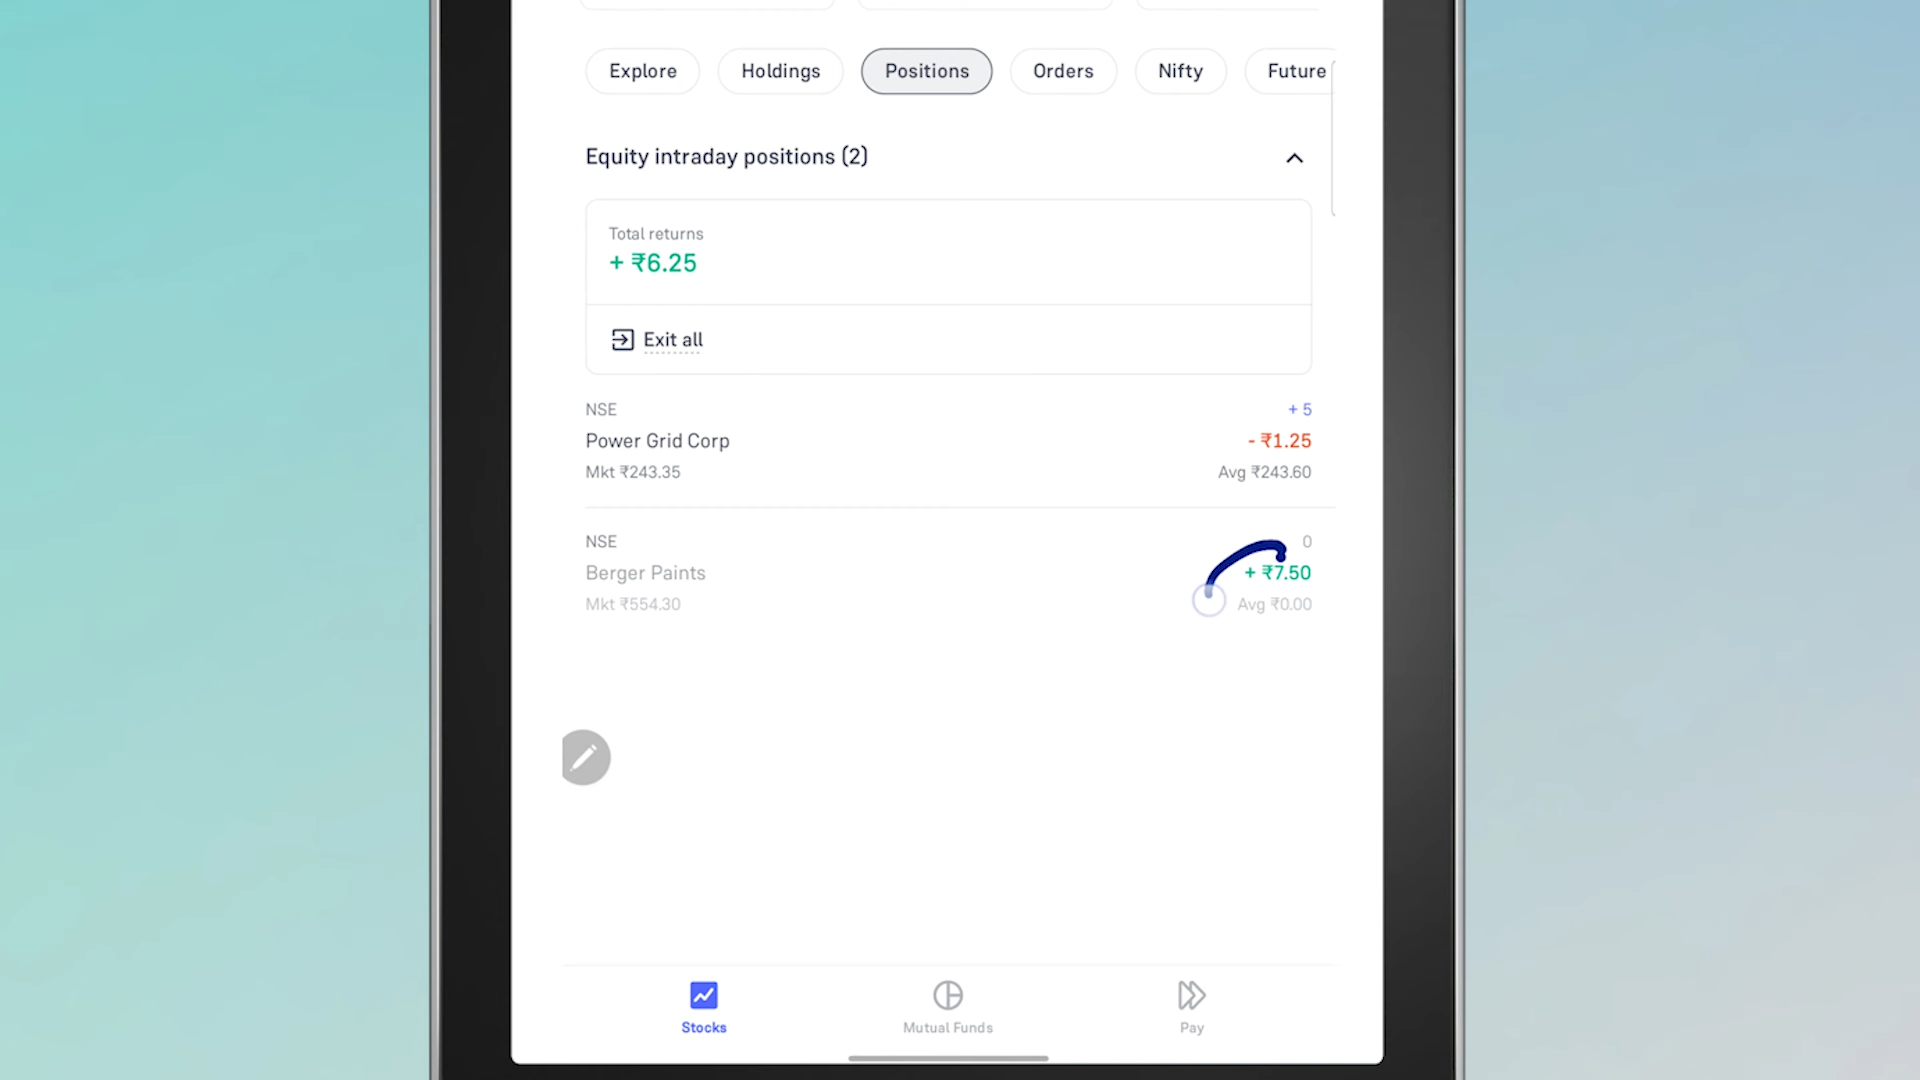 Explore Holdings Positions Orders Nifty Future
Equity intraday positions (2)
Total returns
+ ₹6.25
Exit all
NSE + 5
Power Grid Corp - ₹1.25
Mkt ₹243.35 Avg ₹243.60
NSE 0
Berger Paints + ₹7.50
Mkt ₹554.30 Avg ₹0.00
Stocks Mutual Funds Pay